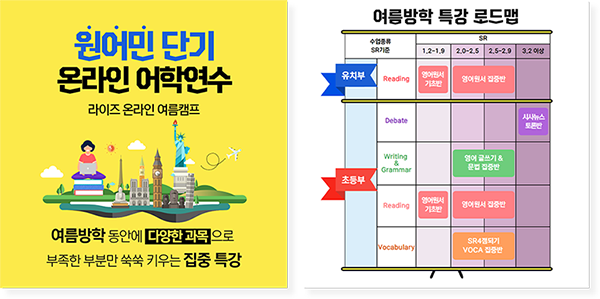 원어민 단기
온라인 어학연수
라이즈 온라인 여름캠프
여름방학 동안에 다양한 과목으로
부족한 부분만 쑥쑥 키우는 집중 특강
여름방학 특강 로드맵
수업종류
SR기준
SR
1.2~1.9
2.0~2.5
2.5~2.9
3.2 이상
유치부
Reading
영어원서
기초반
영어원서 집중반
초등부
Debate
시사뉴스
토론반
Writing
&
Grammar
영어 글쓰기 &
문법 집중반
Reading
영어원서
기초반
영어원서 집중반
Vocabulary
SR4점되기
VOCA 집중반